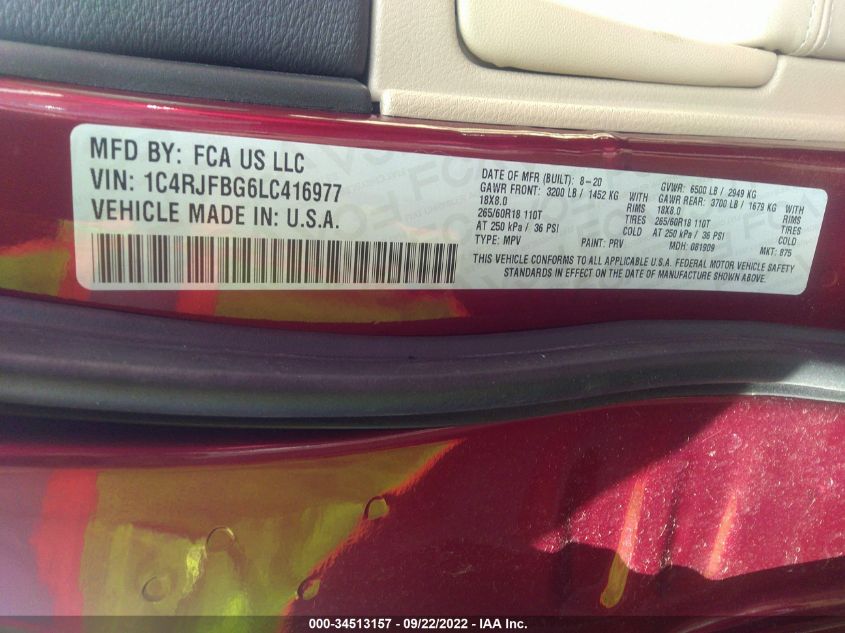 MFD BY: FCA US LLC
VIN: 1C4RJFBG6LC416977
VEHICLE MADE IN: U.S.A.
DATE OF MFR (BUILT): 8-20 GVWR: 6500 LB / 2949 KG
GAWR FRONT: 3200 LB / 1452 KG WITH GAWR REAR: 3700 LB / 1679 KG WITH
18X8.0 RIMS 18X8.0 RIMS
265/60R18 110T TIRES 265/60R18 110T TIRES
AT 250 kPa / 36 PSI COLD AT 250 kPa / 36 PSI COLD
TYPE: MPV PAINT: PRV MDH: 081909 MKT: 875
THIS VEHICLE CONFORMS TO ALL APPLICABLE U.S.A. FEDERAL MOTOR VEHICLE SAFETY
STANDARDS IN EFFECT ON THE DATE OF MANUFACTURE SHOWN ABOVE.
000-34513157 - 09/22/2022 - IAA Inc.